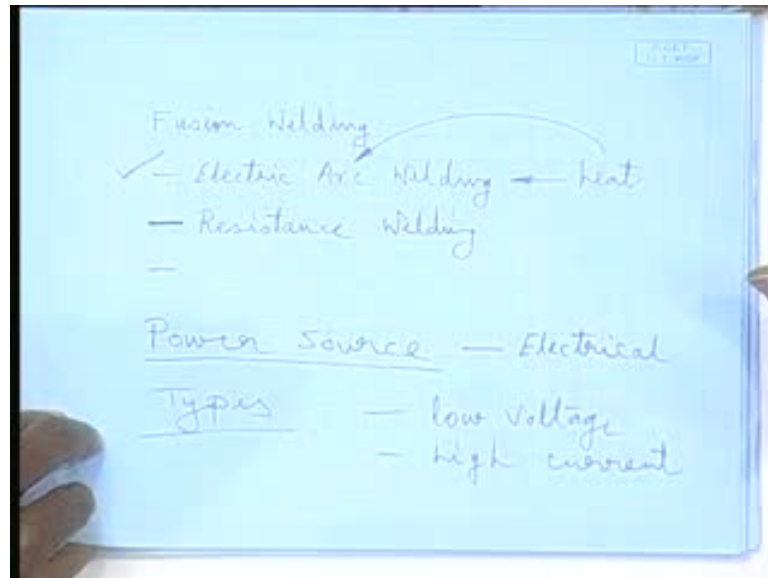 Fusion Welding
— Electric Arc Welding ← heat
— Resistance Welding
—
Power Source — Electrical
Types — low voltage
— high current